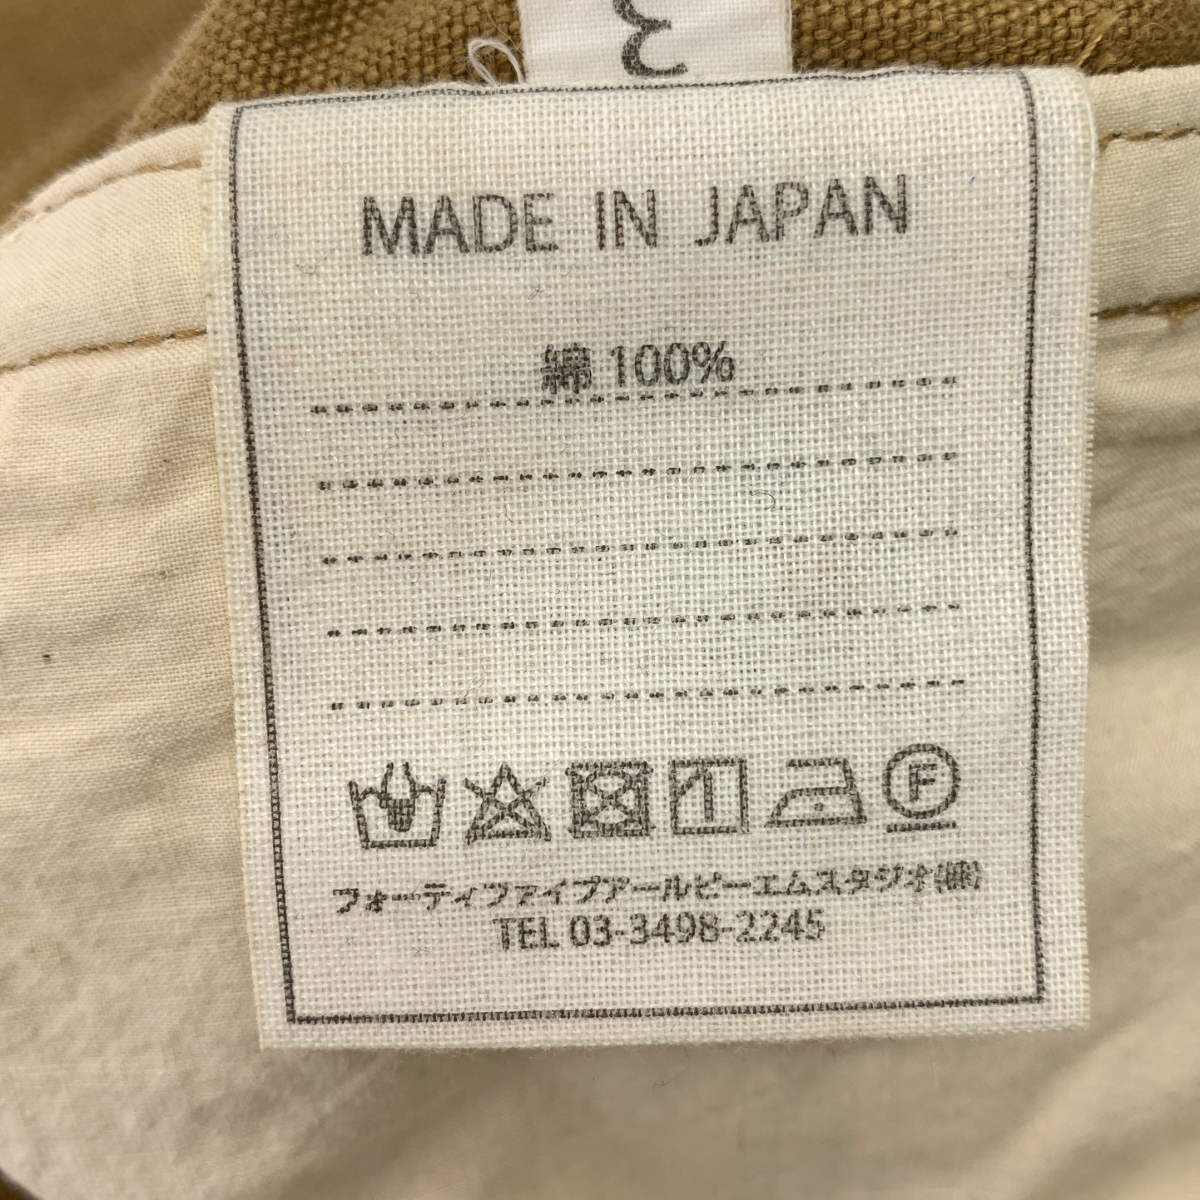 3
MADE IN JAPAN
綿 100%
F
フォーティファイブアールピーエムスタジオ(株)
TEL 03-3498-2245